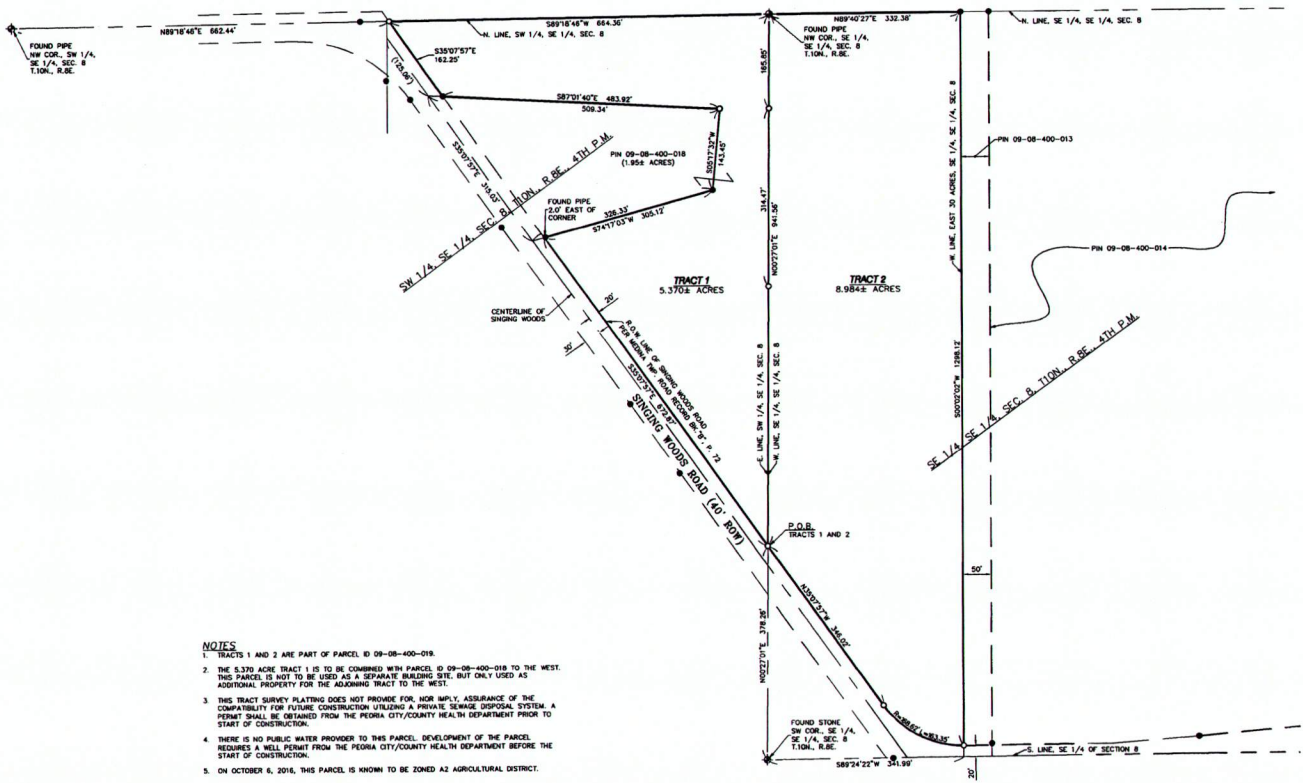 S89°18'46"W 664.36'
N. LINE, SW 1/4, SE 1/4, SEC. 8
N89°40'27"E 332.38'
N. LINE, SE 1/4, SE 1/4, SEC. 8
N89°18'46"E 662.44'
FOUND PIPE
NW COR., SW 1/4,
SE 1/4, SEC. 8
T.10N., R.8E.
FOUND PIPE
NW COR., SE 1/4,
SE 1/4, SEC. 8
T.10N., R.8E.
S35°07'57"E
162.25'
(125.06')
165.85'
S87°01'40"E 483.92'
509.34'
S05°17'32"W
143.45'
PIN 09-08-400-018
(1.95± ACRES)
PIN 09-08-400-013
W. LINE, EAST 30 ACRES, SE 1/4, SE 1/4, SEC. 8
S35°07'57"E 315.03'
SW 1/4, SE 1/4, SEC. 8, T10N., R.8E., 4TH P.M.
FOUND PIPE
2.0' EAST OF
CORNER
326.33'
S74°17'03"W 305.12'
314.47'
N00°27'01"E 941.56'
PIN 09-08-400-014
TRACT 1
5.370± ACRES
TRACT 2
8.984± ACRES
CENTERLINE OF
SINGING WOODS
20'
30'
R.O.W. LINE OF SINGING WOODS ROAD
PER MEDINA TWP. ROAD RECORD BK. "B", P. 72
S35°07'57"E 672.87'
SINGING WOODS ROAD (40' ROW)
E. LINE, SW 1/4, SE 1/4, SEC. 8
W. LINE, SE 1/4, SE 1/4, SEC. 8
S00°02'02"W 1298.12'
SE 1/4, SE 1/4, SEC. 8, T10N., R.8E., 4TH P.M.
P.O.B.
TRACTS 1 AND 2
50'
N00°27'01"E 378.26'
N35°07'57"W 346.02'
R=168.62' L=163.35'
FOUND STONE
SW COR., SE 1/4,
SE 1/4, SEC. 8
T.10N., R.8E.
S89°24'22"W 341.99'
S. LINE, SE 1/4 OF SECTION 8
20'
NOTES
1. TRACTS 1 AND 2 ARE PART OF PARCEL ID 09-08-400-019.
2. THE 5.370 ACRE TRACT 1 IS TO BE COMBINED WITH PARCEL ID 09-08-400-018 TO THE WEST.
THIS PARCEL IS NOT TO BE USED AS A SEPARATE BUILDING SITE, BUT ONLY USED AS
ADDITIONAL PROPERTY FOR THE ADJOINING TRACT TO THE WEST.
3. THIS TRACT SURVEY PLATTING DOES NOT PROVIDE FOR, NOR IMPLY, ASSURANCE OF THE
COMPATIBILITY FOR FUTURE CONSTRUCTION UTILIZING A PRIVATE SEWAGE DISPOSAL SYSTEM. A
PERMIT SHALL BE OBTAINED FROM THE PEORIA CITY/COUNTY HEALTH DEPARTMENT PRIOR TO
START OF CONSTRUCTION.
4. THERE IS NO PUBLIC WATER PROVIDER TO THIS PARCEL. DEVELOPMENT OF THE PARCEL
REQUIRES A WELL PERMIT FROM THE PEORIA CITY/COUNTY HEALTH DEPARTMENT BEFORE THE
START OF CONSTRUCTION.
5. ON OCTOBER 6, 2016, THIS PARCEL IS KNOWN TO BE ZONED A2 AGRICULTURAL DISTRICT.